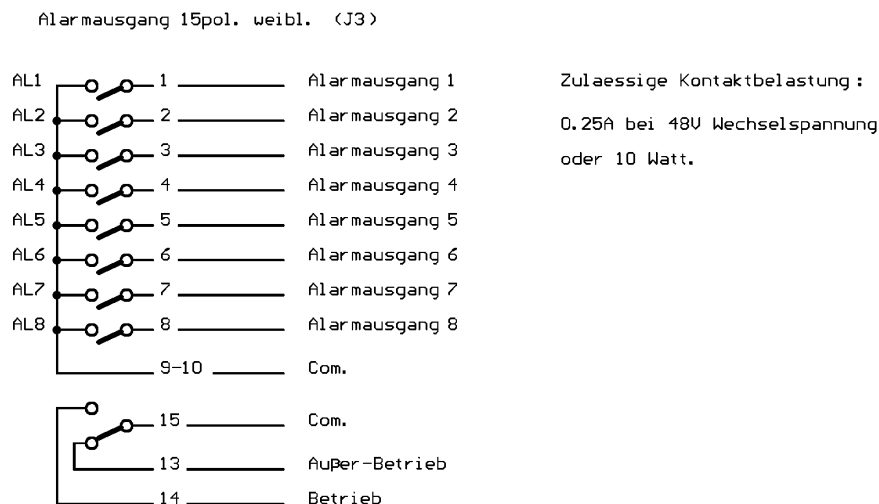 Alarmausgang 15pol. weibl. (J3)
AL1 1 Alarmausgang 1
AL2 2 Alarmausgang 2
AL3 3 Alarmausgang 3
AL4 4 Alarmausgang 4
AL5 5 Alarmausgang 5
AL6 6 Alarmausgang 6
AL7 7 Alarmausgang 7
AL8 8 Alarmausgang 8
9-10 Com.
15 Com.
13 Außer-Betrieb
14 Betrieb
Zulaessige Kontaktbelastung:
0.25A bei 48V Wechselspannung
oder 10 Watt.